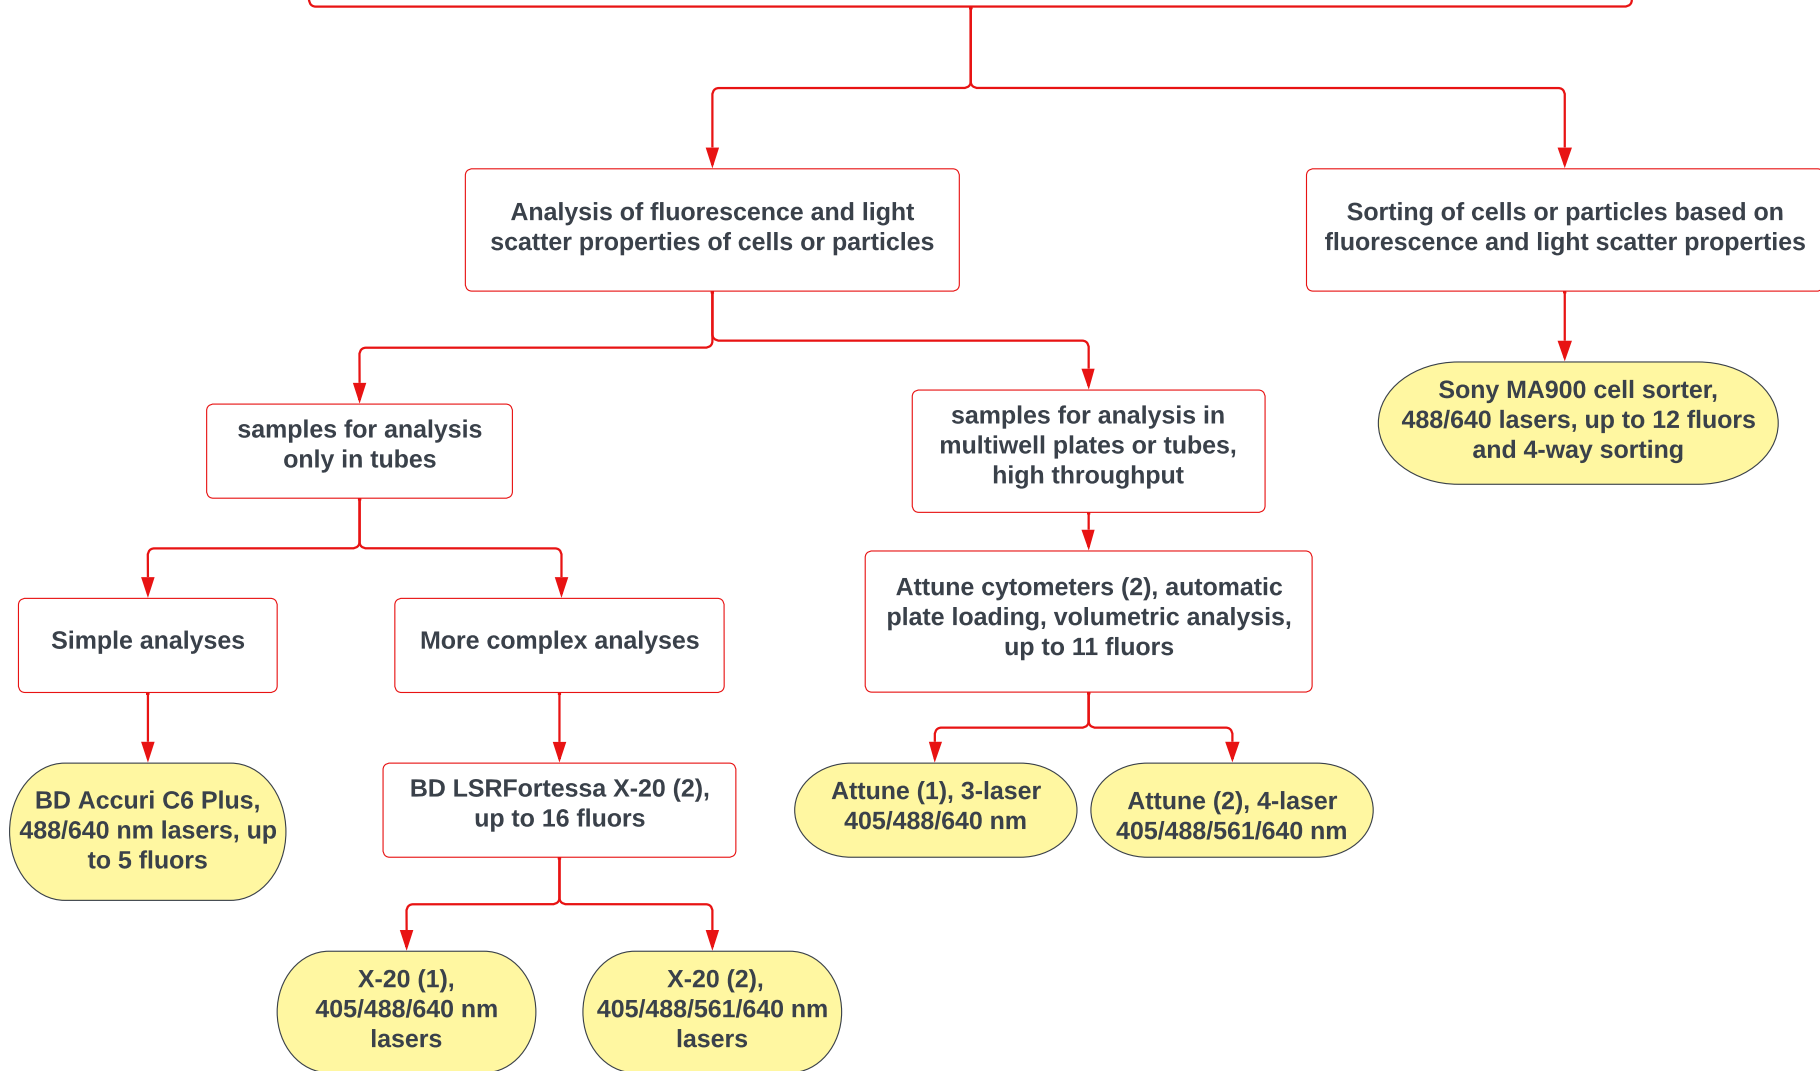 Analysis of fluorescence and light
scatter properties of cells or particles
Sorting of cells or particles based on
fluorescence and light scatter properties
samples for analysis
only in tubes
samples for analysis in
multiwell plates or tubes,
high throughput
Sony MA900 cell sorter,
488/640 lasers, up to 12 fluors
and 4-way sorting
Simple analyses
More complex analyses
Attune cytometers (2), automatic
plate loading, volumetric analysis,
up to 11 fluors
BD Accuri C6 Plus,
488/640 nm lasers, up
to 5 fluors
BD LSRFortessa X-20 (2),
up to 16 fluors
Attune (1), 3-laser
405/488/640 nm
Attune (2), 4-laser
405/488/561/640 nm
X-20 (1),
405/488/640 nm
lasers
X-20 (2),
405/488/561/640 nm
lasers